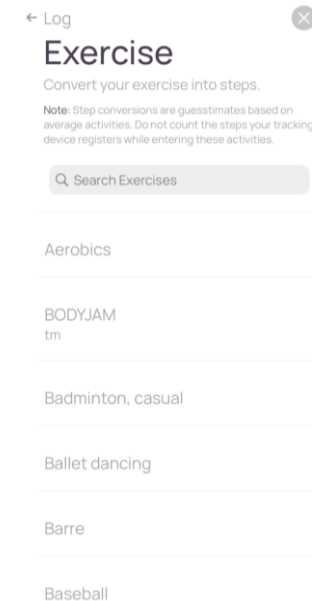 ← Log
Exercise
Convert your exercise into steps.
Note: Step conversions are guesstimates based on
average activities. Do not count the steps your tracking
device registers while entering these activities.
Search Exercises
Aerobics
BODYJAM
tm
Badminton, casual
Ballet dancing
Barre
Baseball